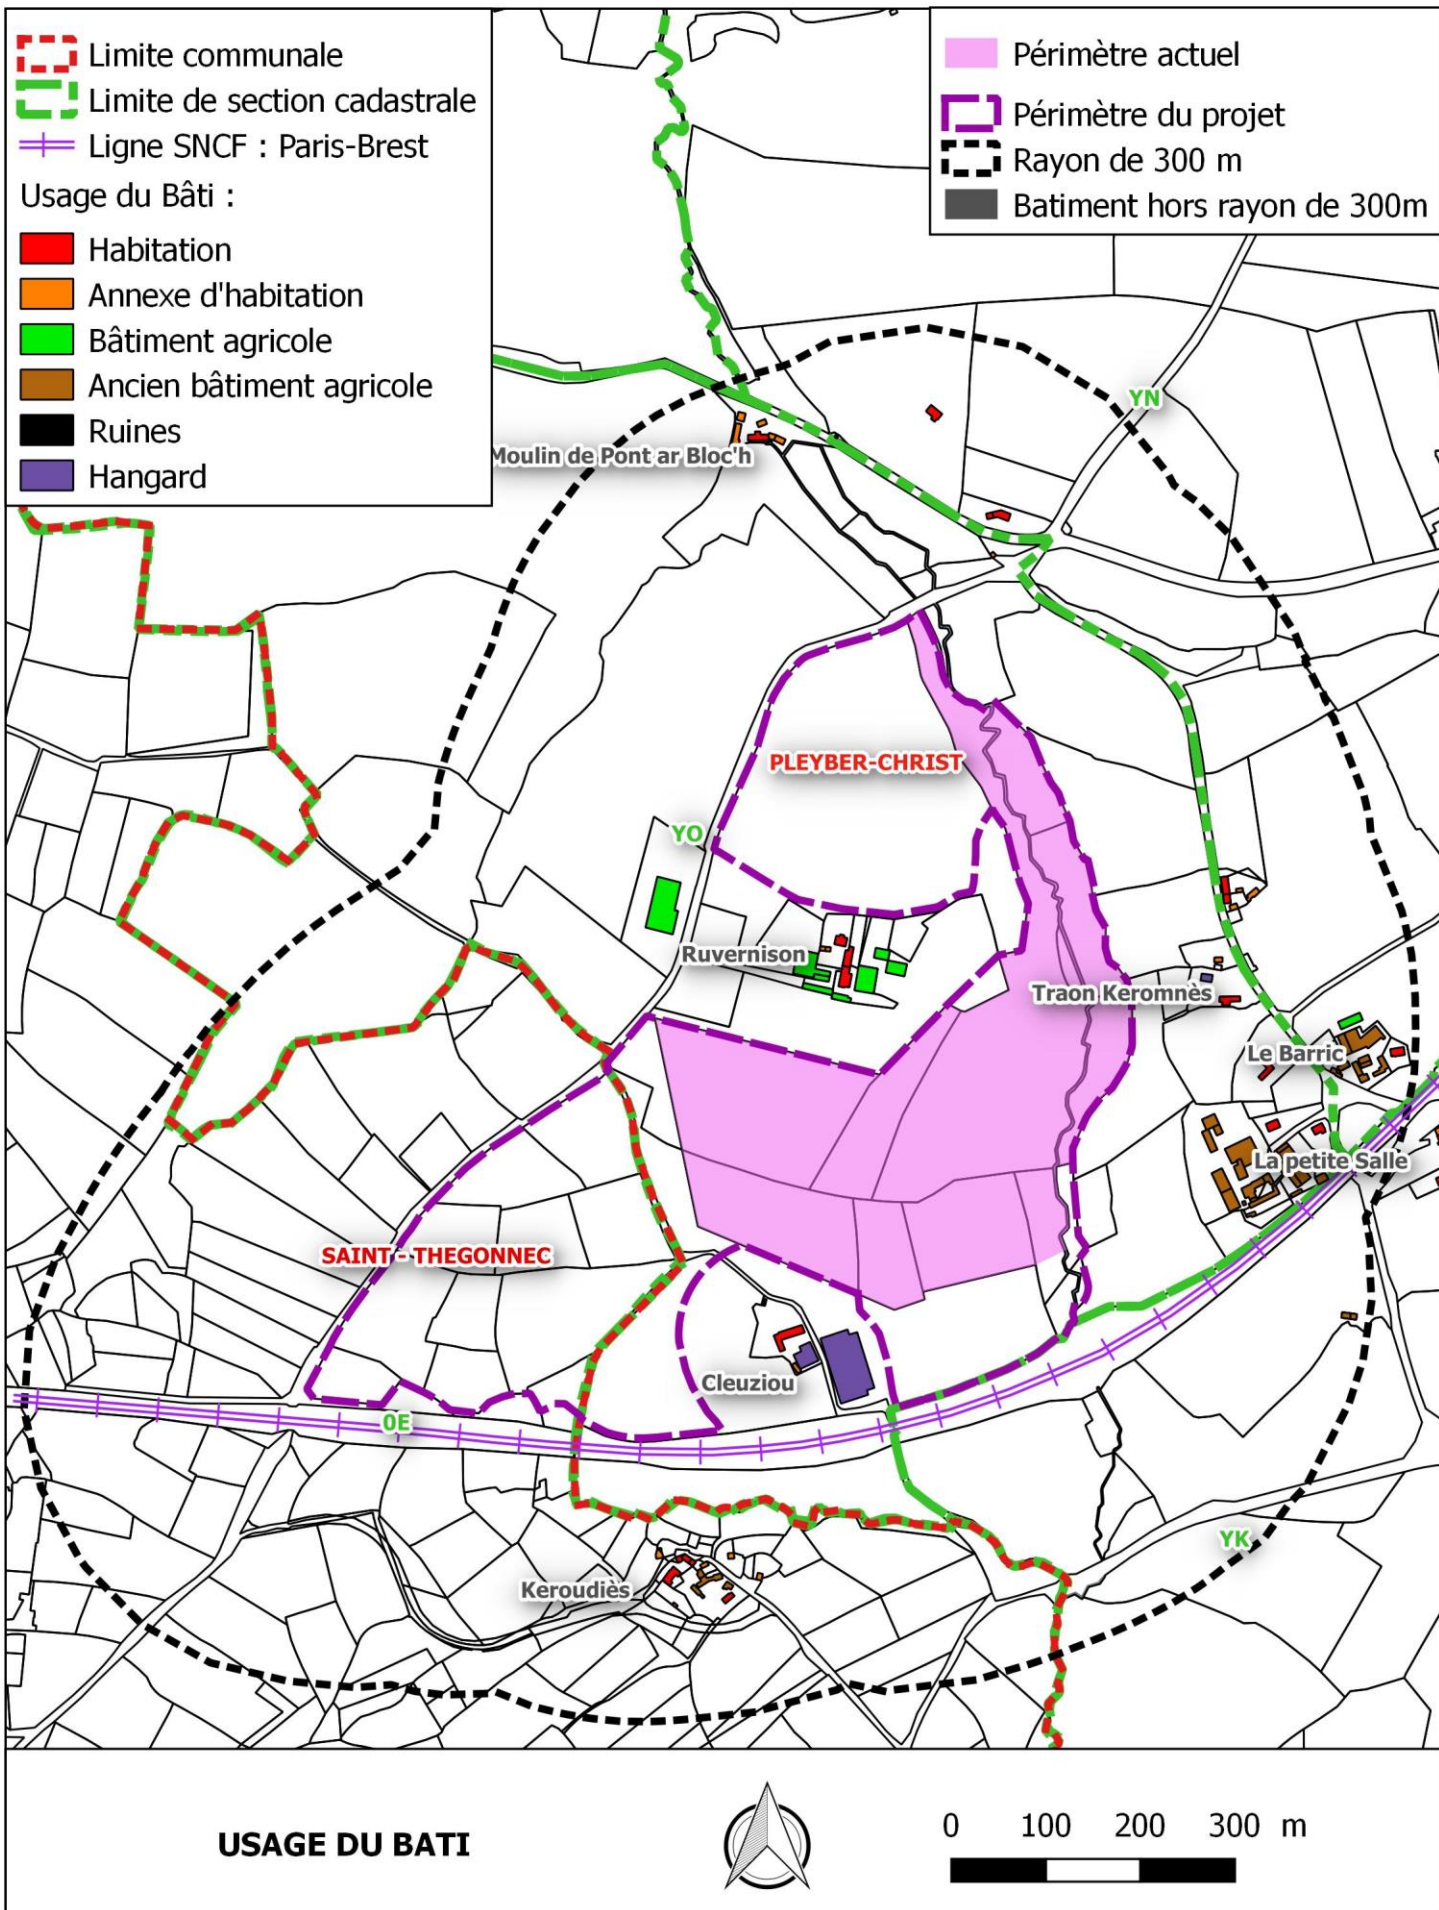 Limite communale
Limite de section cadastrale
Ligne SNCF : Paris-Brest
Usage du Bâti :
Habitation
Annexe d'habitation
Bâtiment agricole
Ancien bâtiment agricole
Ruines
Hangard
Périmètre actuel
Périmètre du projet
Rayon de 300 m
Batiment hors rayon de 300m
YN
Moulin de Pont ar Bloc'h
PLEYBER-CHRIST
YO
Ruvernison
Traon Keromnès
Le Barric
La petite Salle
SAINT - THEGONNEC
Cleuziou
0E
YK
Keroudiès
USAGE DU BATI
0 100 200 300 m